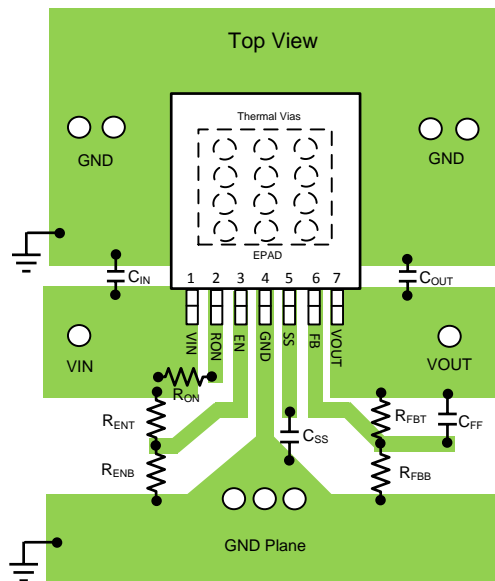 Top View
Thermal Vias
GND
GND
EPAD
CIN
1 2 3 4 5 6 7
COUT
VIN RON EN GND SS FB VOUT
VIN
VOUT
RON
RENT
RFBT
CFF
CSS
RENB
RFBB
GND Plane